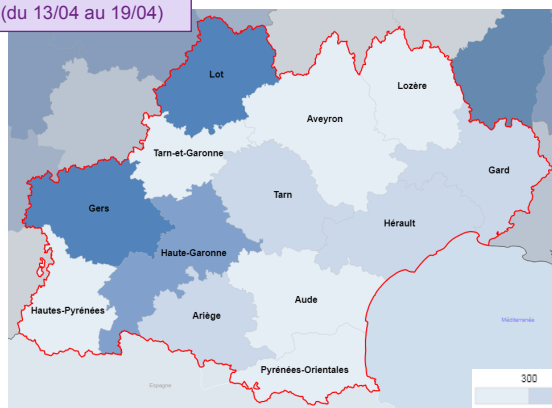 (du 13/04 au 19/04)
Lot
Lozère
Aveyron
Tarn-et-Garonne
Gard
Tarn
Gers
Hérault
Haute-Garonne
Aude
Hautes-Pyrénées
Ariège
Méditerranée
Pyrénées-Orientales
Espagne
300